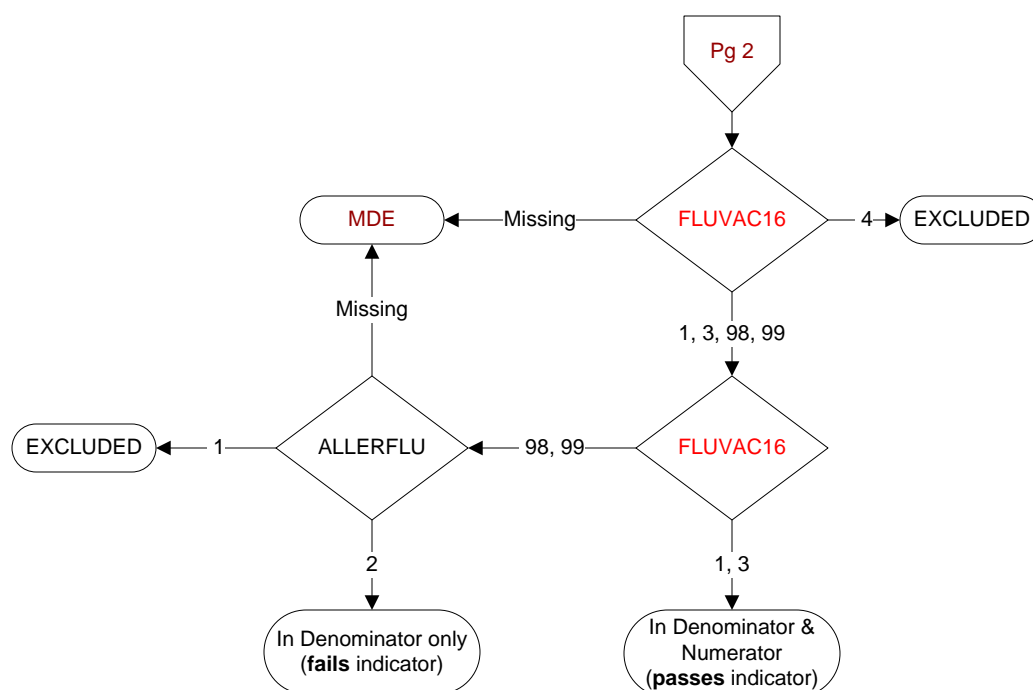 Pg 2
MDE
Missing
FLUVAC16
4
EXCLUDED
Missing
1, 3, 98, 99
EXCLUDED
1
ALLERFLU
98, 99
FLUVAC16
2
1, 3
In Denominator only
(fails indicator)
In Denominator &
Numerator
(passes indicator)